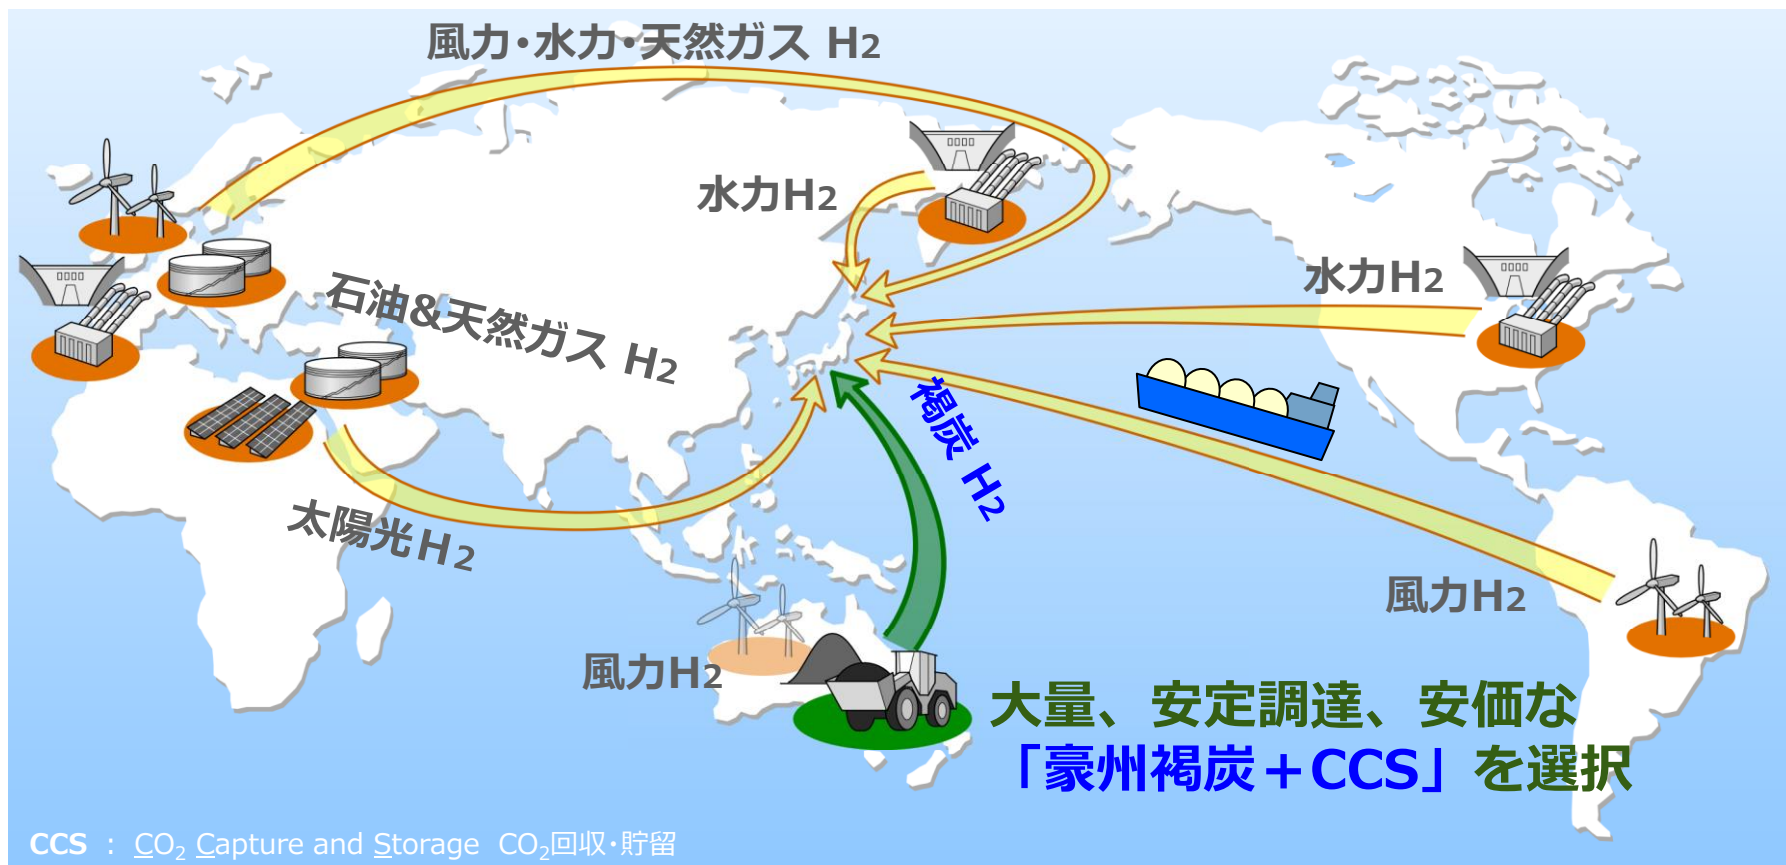 風力・水力・天然ガス H2
水力H2
水力H2
石油&天然ガス H2
褐炭 H2
太陽光H2
風力H2
風力H2
大量、安定調達、安価な
「豪州褐炭+CCS」を選択
CCS : CO₂ Capture and Storage CO₂回収・貯留